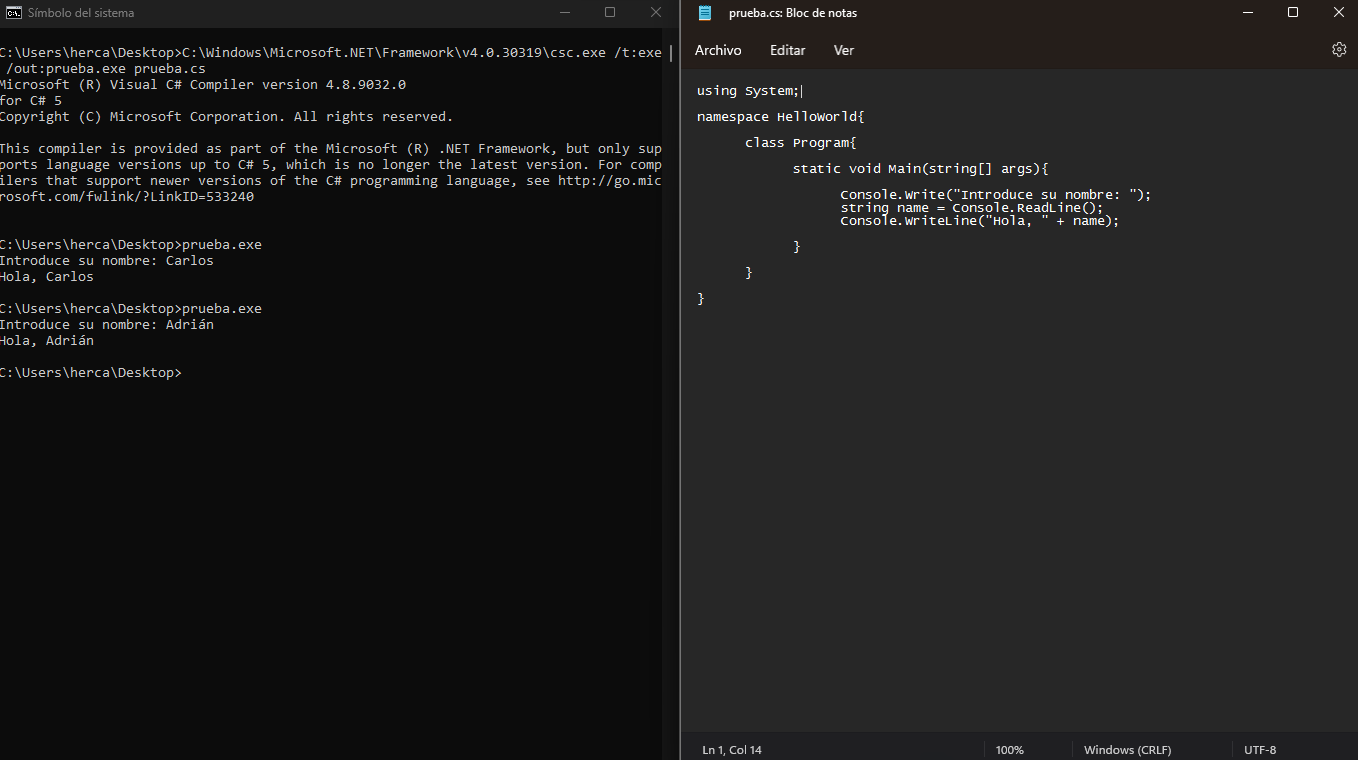 Símbolo del sistema
C:\Users\herca\Desktop>C:\Windows\Microsoft.NET\Framework\v4.0.30319\csc.exe /t:exe
/out:prueba.exe prueba.cs
Microsoft (R) Visual C# Compiler version 4.8.9032.0
for C# 5
Copyright (C) Microsoft Corporation. All rights reserved.
This compiler is provided as part of the Microsoft (R) .NET Framework, but only sup
ports language versions up to C# 5, which is no longer the latest version. For comp
ilers that support newer versions of the C# programming language, see http://go.mic
rosoft.com/fwlink/?LinkID=533240
C:\Users\herca\Desktop>prueba.exe
Introduce su nombre: Carlos
Hola, Carlos
C:\Users\herca\Desktop>prueba.exe
Introduce su nombre: Adrián
Hola, Adrián
C:\Users\herca\Desktop>
prueba.cs: Bloc de notas
Archivo Editar Ver
using System;
namespace HelloWorld{
class Program{
static void Main(string[] args){
Console.Write("Introduce su nombre: ");
string name = Console.ReadLine();
Console.WriteLine("Hola, " + name);
}
}
}
Ln 1, Col 14 100% Windows (CRLF) UTF-8